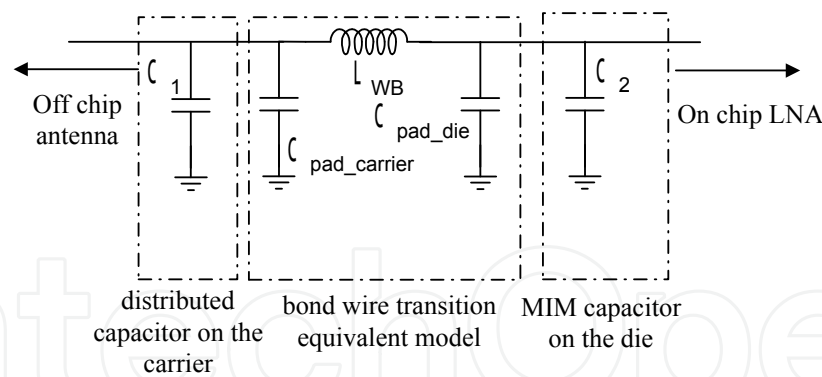 C 1
L WB
C pad_die
C pad_carrier
C 2
Off chip
antenna
On chip LNA
distributed
capacitor on the
carrier
bond wire transition
equivalent model
MIM capacitor
on the die
ntechOpe